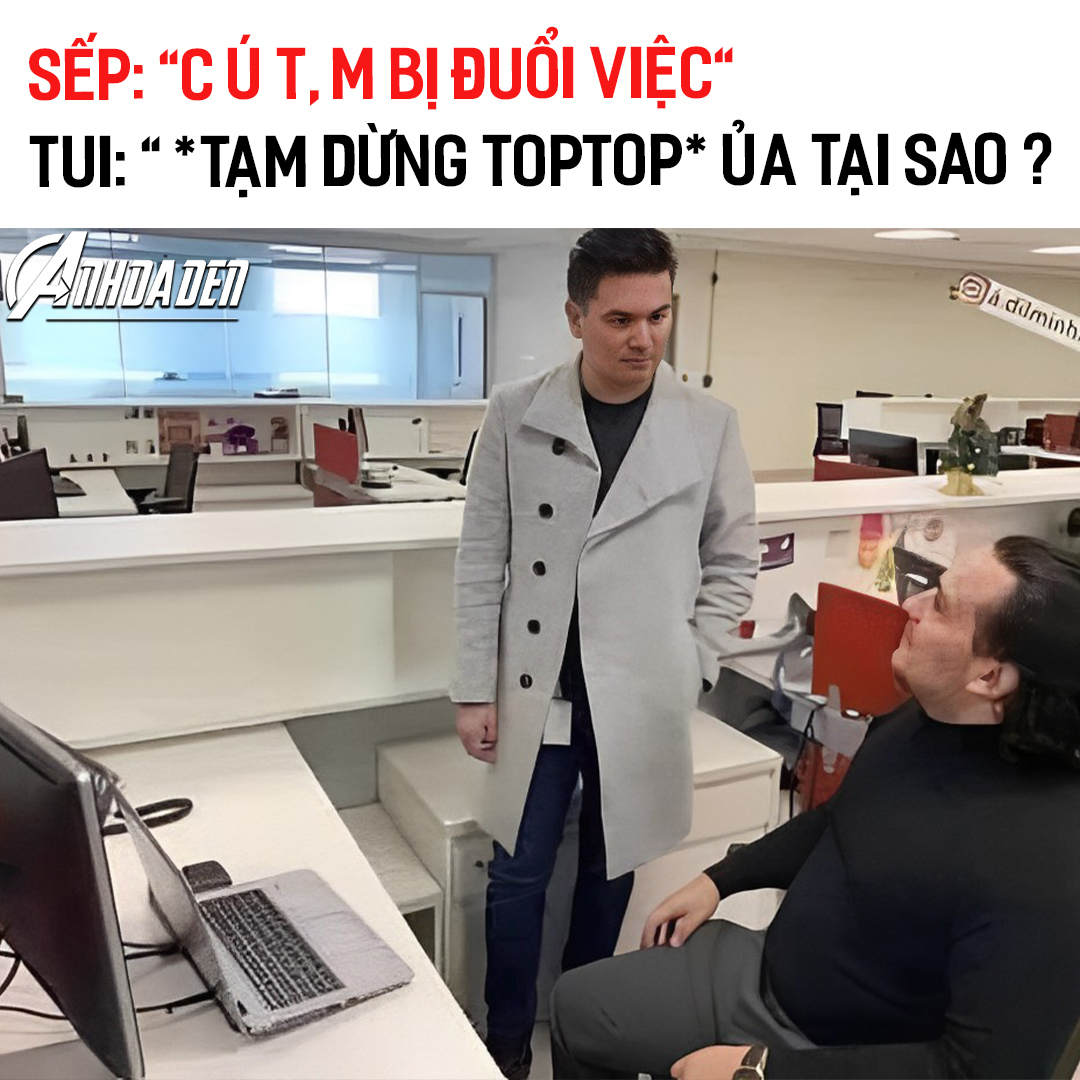 SẾP: “C Ú T, M BỊ ĐUỔI VIỆC“
TUI: “ *TẠM DỪNG TOPTOP* ỦA TẠI SAO ?
ANHDADEN